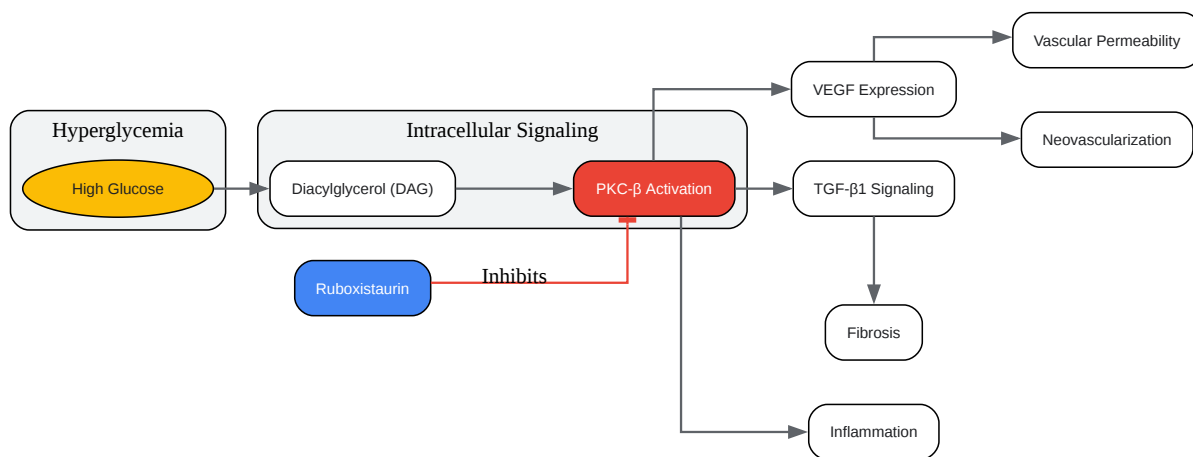 Hyperglycemia
High Glucose
Intracellular Signaling
Diacylglycerol (DAG)
PKC-β Activation
Ruboxistaurin
Inhibits
VEGF Expression
Vascular Permeability
Neovascularization
TGF-β1 Signaling
Fibrosis
Inflammation